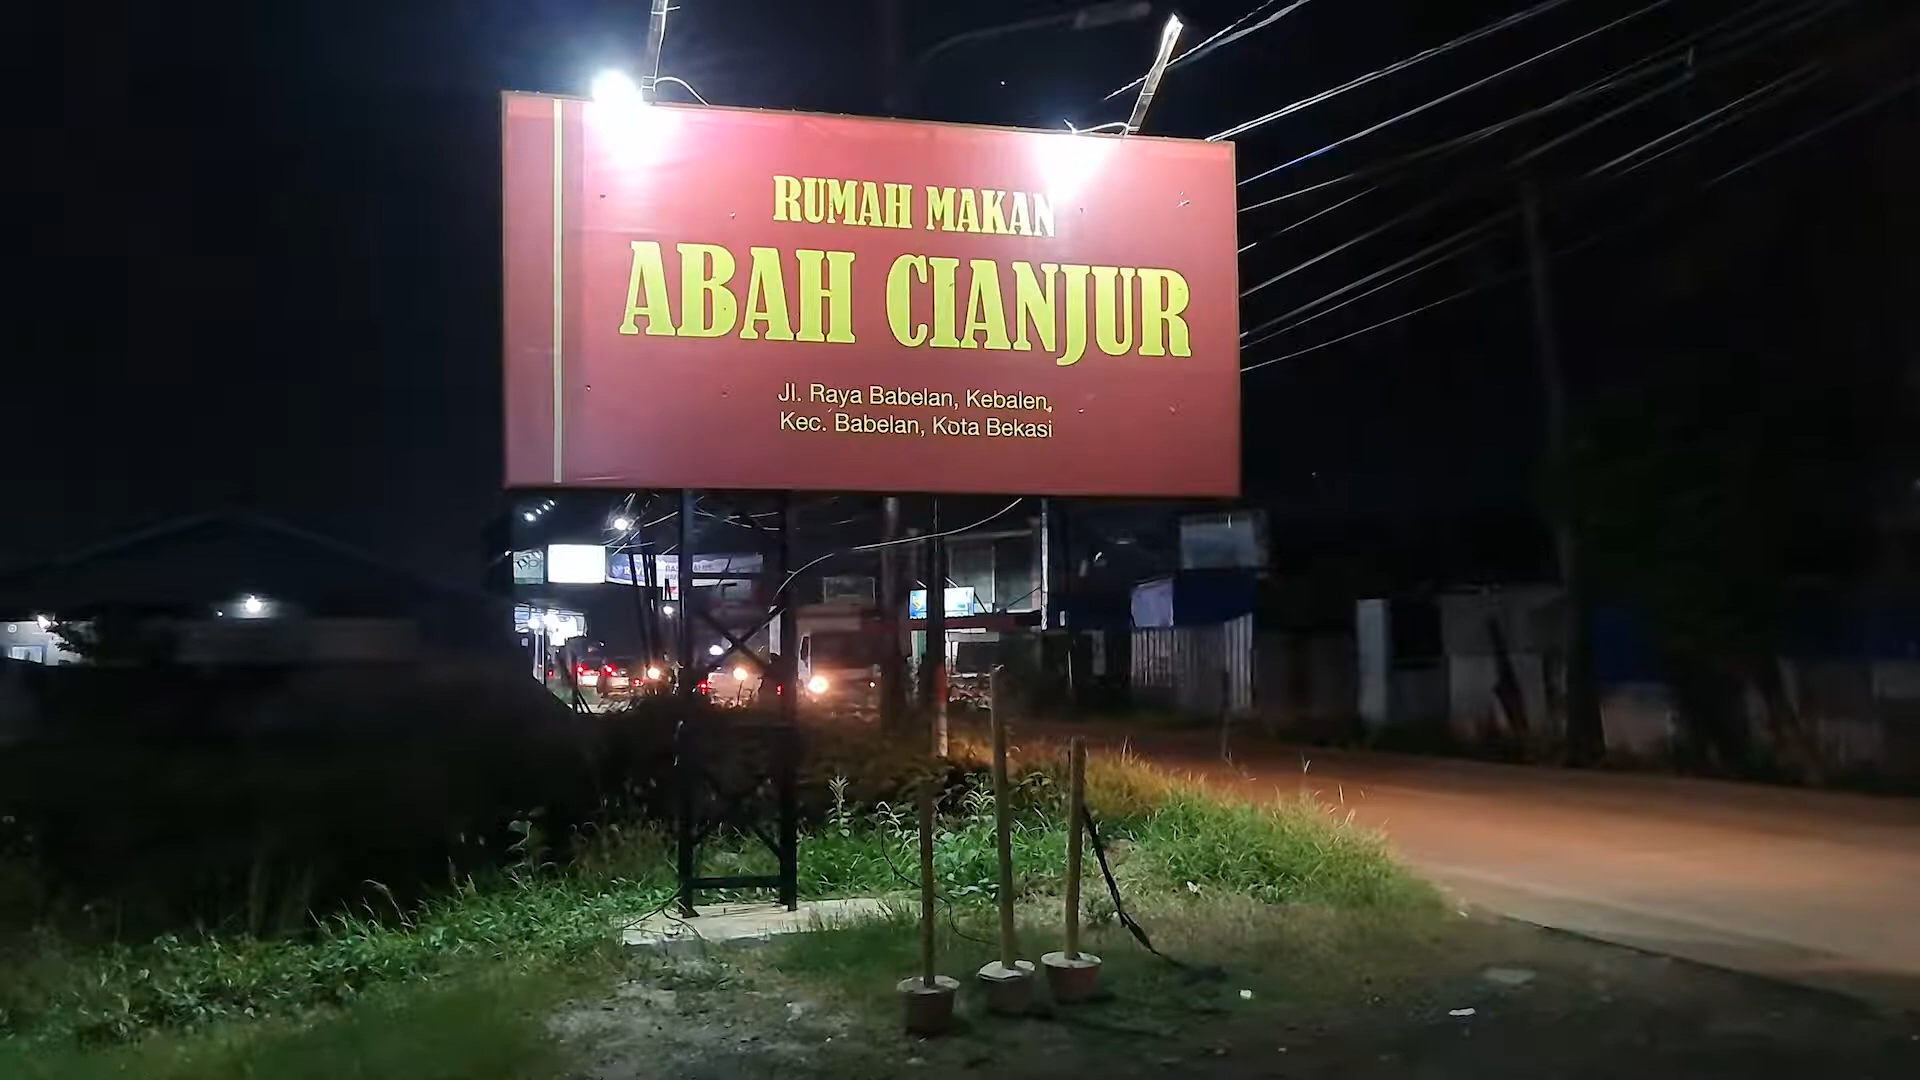 RUMAH MAKAN
ABAH CIANJUR
Jl. Raya Babelan, Kebalen,
Kec. Babelan, Kota Bekasi